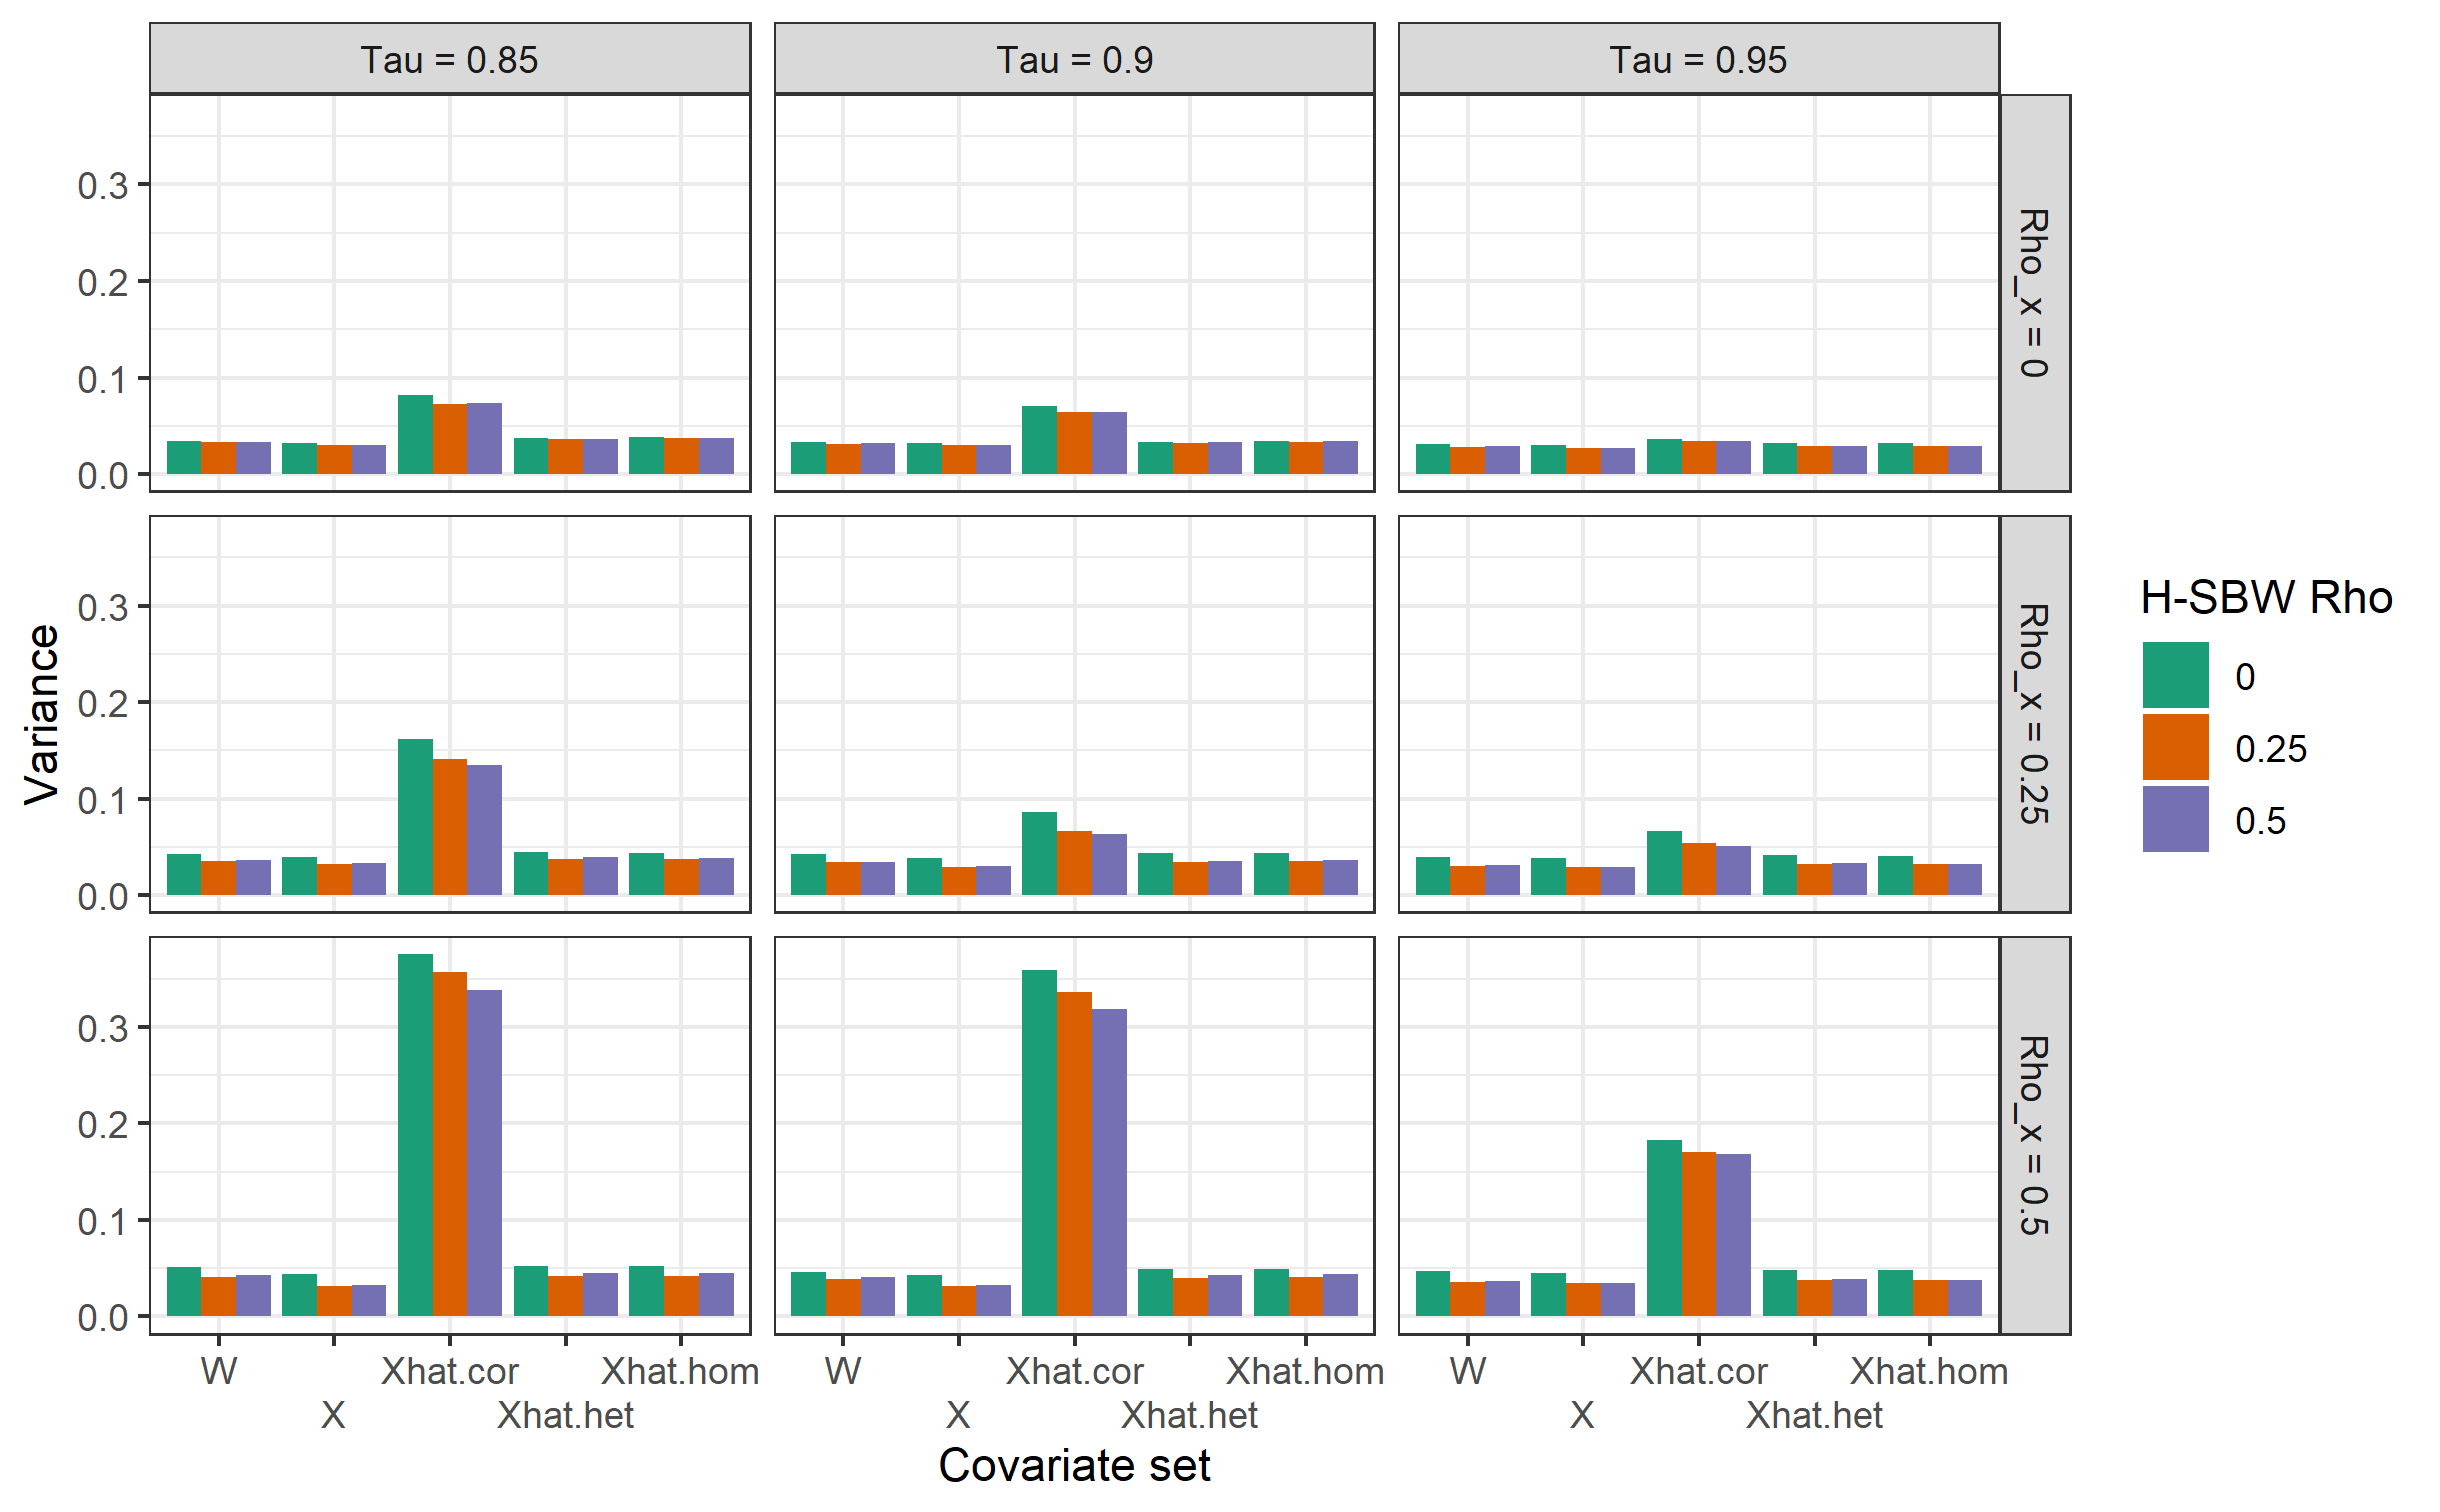 Tau = 0.85
Tau = 0.9
Tau = 0.95
0.3
0.2
0.1
0.0
Rho_x = 0
0.3
0.2
0.1
0.0
Rho_x = 0.25
0.3
0.2
0.1
0.0
Rho_x = 0.5
Variance
W
X
Xhat.cor
Xhat.het
Xhat.hom
W
X
Xhat.cor
Xhat.het
Xhat.hom
W
X
Xhat.cor
Xhat.het
Xhat.hom
Covariate set
H-SBW Rho
0
0.25
0.5